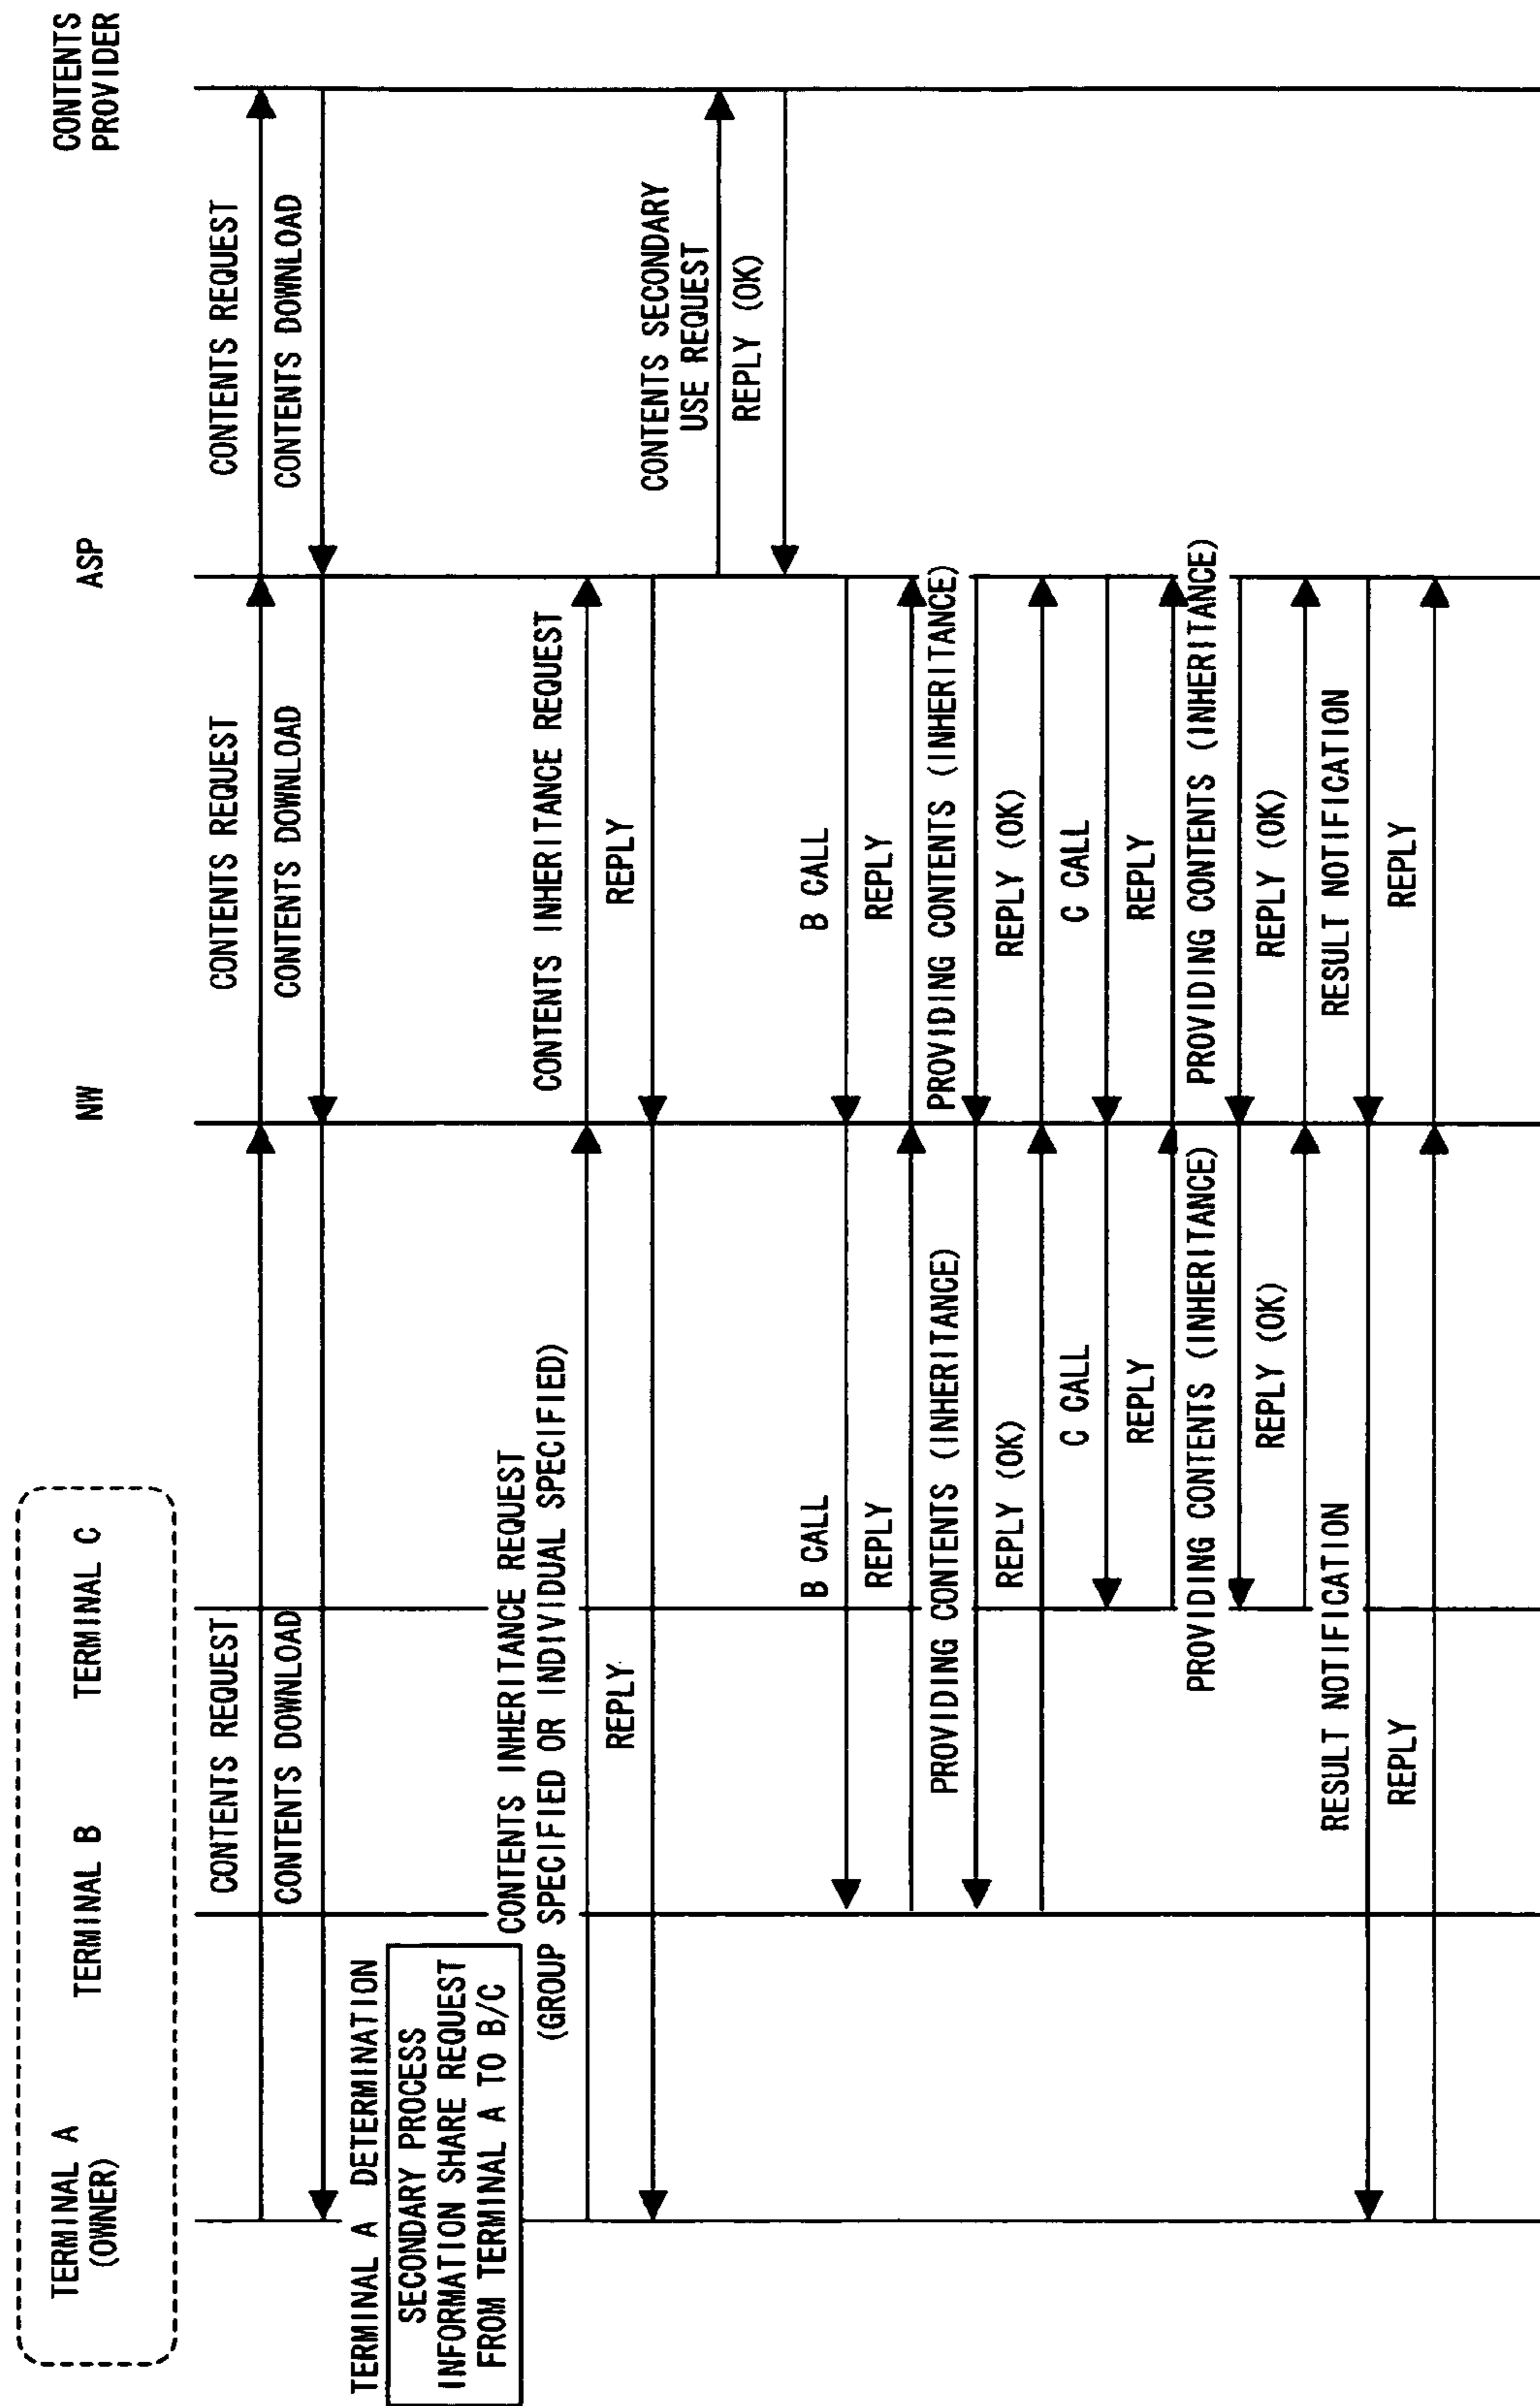 TERMINAL A
(OWNER)
TERMINAL B
TERMINAL C
NW
ASP
CONTENTS
PROVIDER
CONTENTS REQUEST
CONTENTS REQUEST
CONTENTS REQUEST
CONTENTS DOWNLOAD
CONTENTS DOWNLOAD
CONTENTS DOWNLOAD
TERMINAL A DETERMINATION
SECONDARY PROCESS
INFORMATION SHARE REQUEST
FROM TERMINAL A TO B/C
CONTENTS INHERITANCE REQUEST
(GROUP SPECIFIED OR INDIVIDUAL SPECIFIED)
CONTENTS INHERITANCE REQUEST
REPLY
REPLY
CONTENTS SECONDARY
USE REQUEST
REPLY (OK)
B CALL
B CALL
REPLY
REPLY
PROVIDING CONTENTS (INHERITANCE)
PROVIDING CONTENTS (INHERITANCE)
REPLY (OK)
REPLY (OK)
C CALL
C CALL
REPLY
REPLY
PROVIDING CONTENTS (INHERITANCE)
PROVIDING CONTENTS (INHERITANCE)
REPLY (OK)
REPLY (OK)
RESULT NOTIFICATION
RESULT NOTIFICATION
REPLY
REPLY